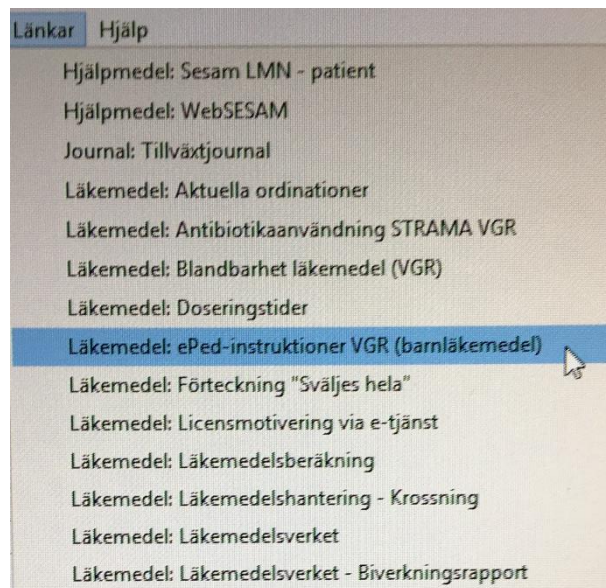 Länkar Hjälp
Hjälpmedel: Sesam LMN - patient
Hjälpmedel: WebSESAM
Journal: Tillväxtjournal
Läkemedel: Aktuella ordinationer
Läkemedel: Antibiotikaanvändning STRAMA VGR
Läkemedel: Blandbarhet läkemedel (VGR)
Läkemedel: Doseringstider
Läkemedel: ePed-instruktioner VGR (barnläkemedel)
Läkemedel: Förteckning "Sväljes hela"
Läkemedel: Licensmotivering via e-tjänst
Läkemedel: Läkemedelsberäkning
Läkemedel: Läkemedelshantering - Krossning
Läkemedel: Läkemedelsverket
Läkemedel: Läkemedelsverket - Biverkningsrapport